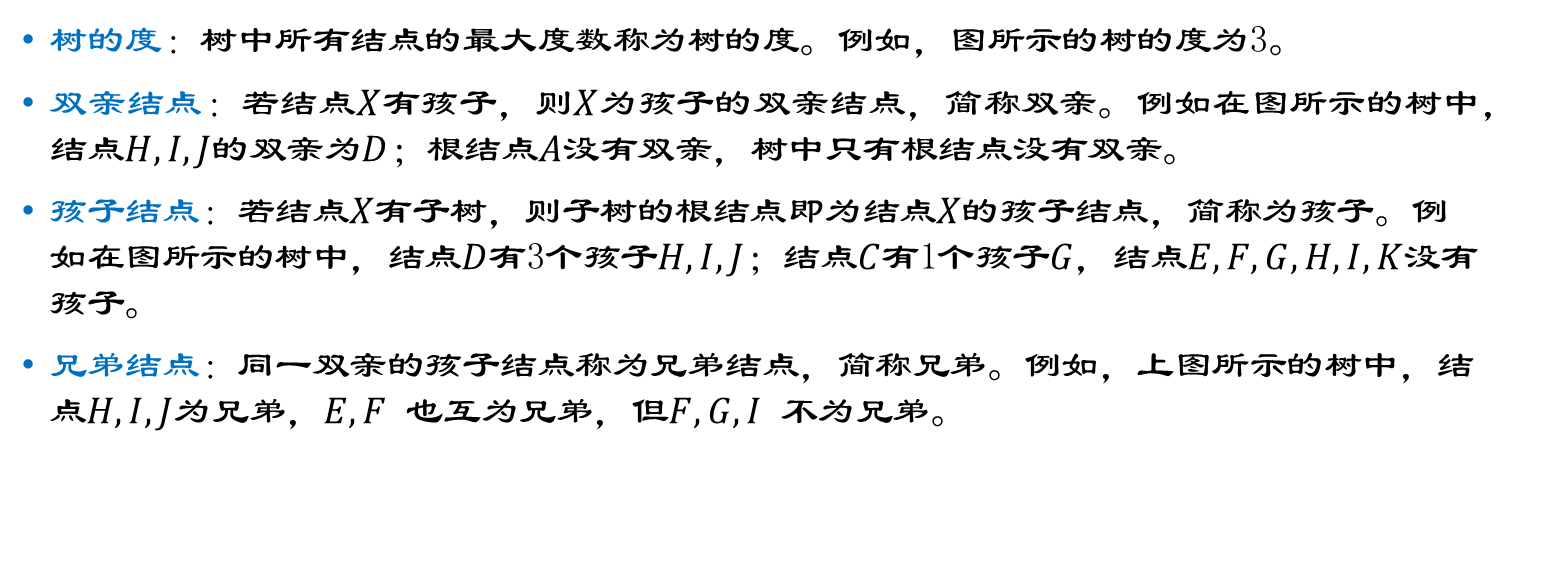 • 树的度：树中所有结点的最大度数称为树的度。例如，图所示的树的度为3。
• 双亲结点：若结点X有孩子，则X为孩子的双亲结点，简称双亲。例如在图所示的树中，
结点H,I,J的双亲为D；根结点A没有双亲，树中只有根结点没有双亲。
• 孩子结点：若结点X有子树，则子树的根结点即为结点X的孩子结点，简称为孩子。例
如在图所示的树中，结点D有3个孩子H,I,J；结点C有1个孩子G，结点E,F,G,H,I,K没有
孩子。
• 兄弟结点：同一双亲的孩子结点称为兄弟结点，简称兄弟。例如，上图所示的树中，结
点H,I,J为兄弟，E,F 也互为兄弟，但F,G,I 不为兄弟。